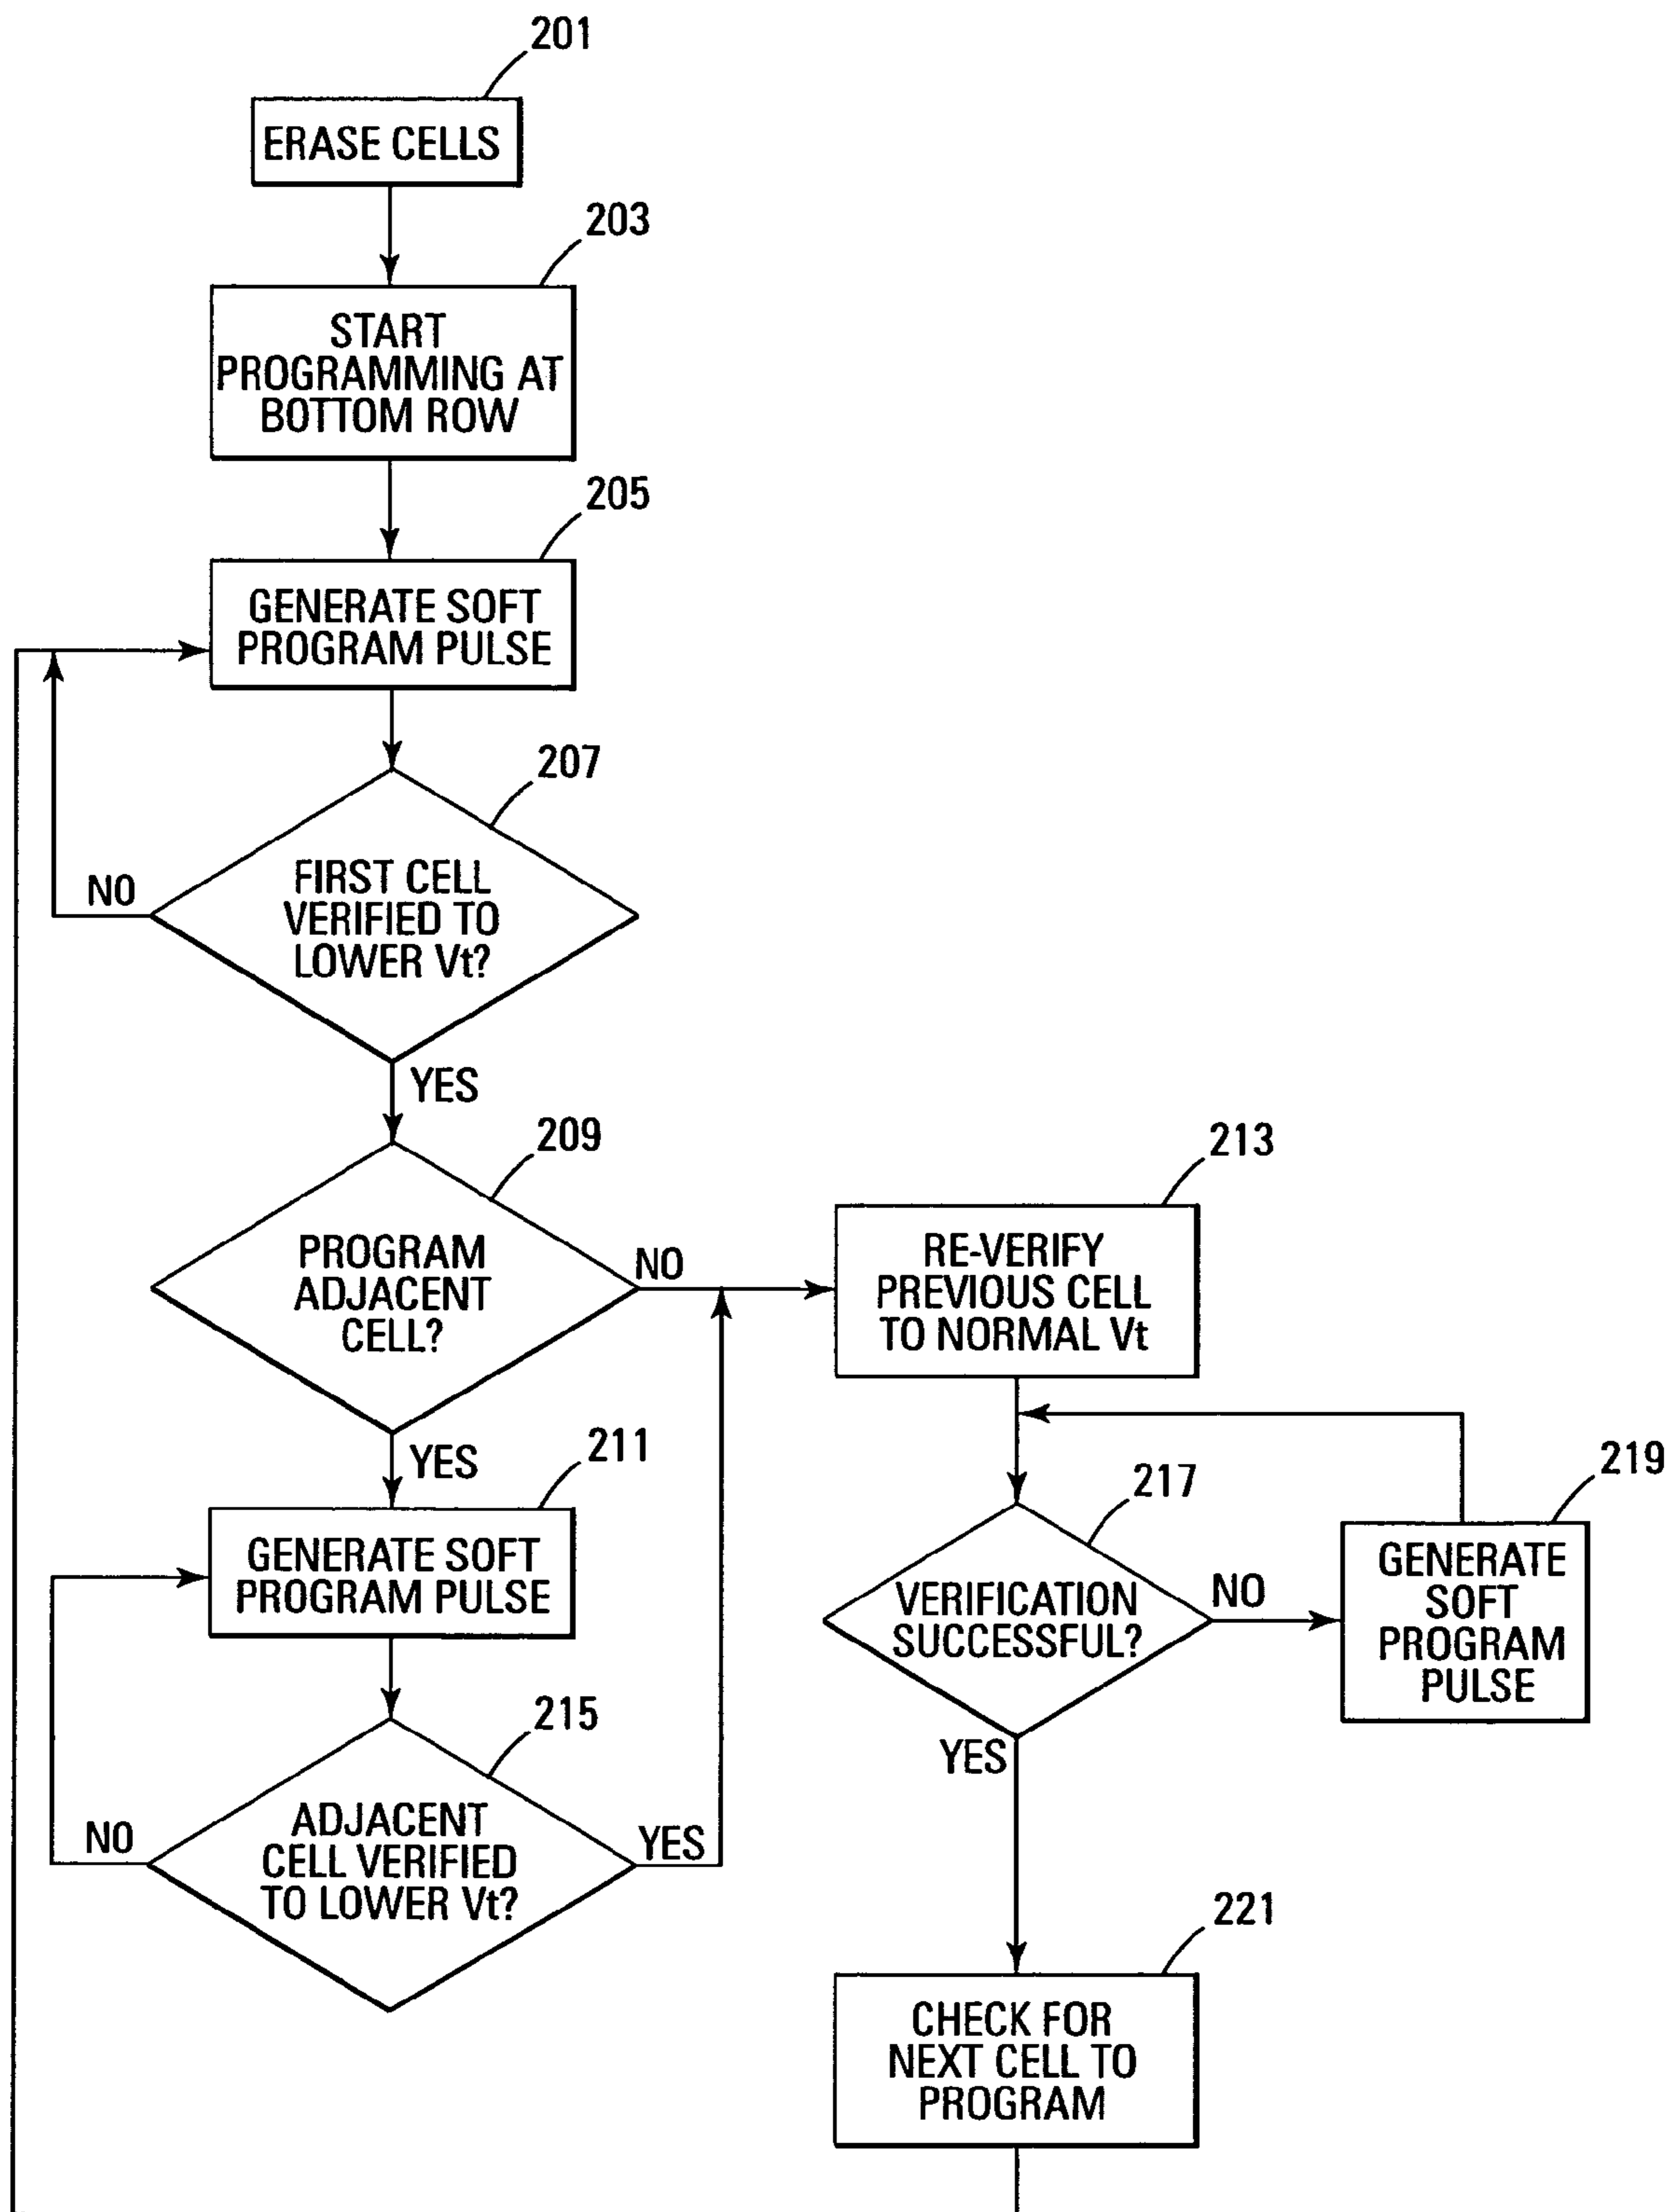 201
ERASE CELLS
203
START
PROGRAMMING AT
BOTTOM ROW
205
GENERATE SOFT
PROGRAM PULSE
207
FIRST CELL
VERIFIED TO
LOWER Vt?
NO
YES
209
PROGRAM
ADJACENT
CELL?
NO
YES
211
GENERATE SOFT
PROGRAM PULSE
215
ADJACENT
CELL VERIFIED
TO LOWER Vt?
NO
YES
213
RE-VERIFY
PREVIOUS CELL
TO NORMAL Vt
217
VERIFICATION
SUCCESSFUL?
NO
219
GENERATE
SOFT
PROGRAM
PULSE
YES
221
CHECK FOR
NEXT CELL TO
PROGRAM